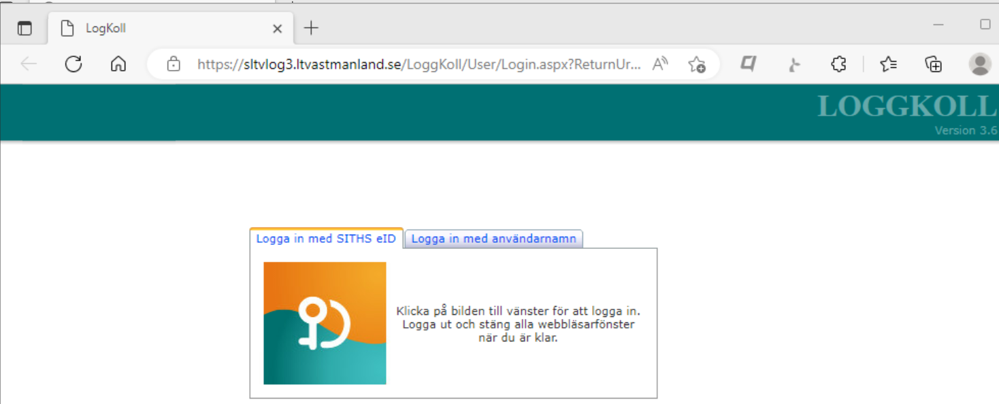 LogKoll
https://sltvlog3.ltvastmanland.se/LoggKoll/User/Login.aspx?ReturnUr...
LOGGKOLL
Version 3.6
Logga in med SITHS eID
Logga in med användarnamn
Klicka på bilden till vänster för att logga in.
Logga ut och stäng alla webbläsarfönster
när du är klar.